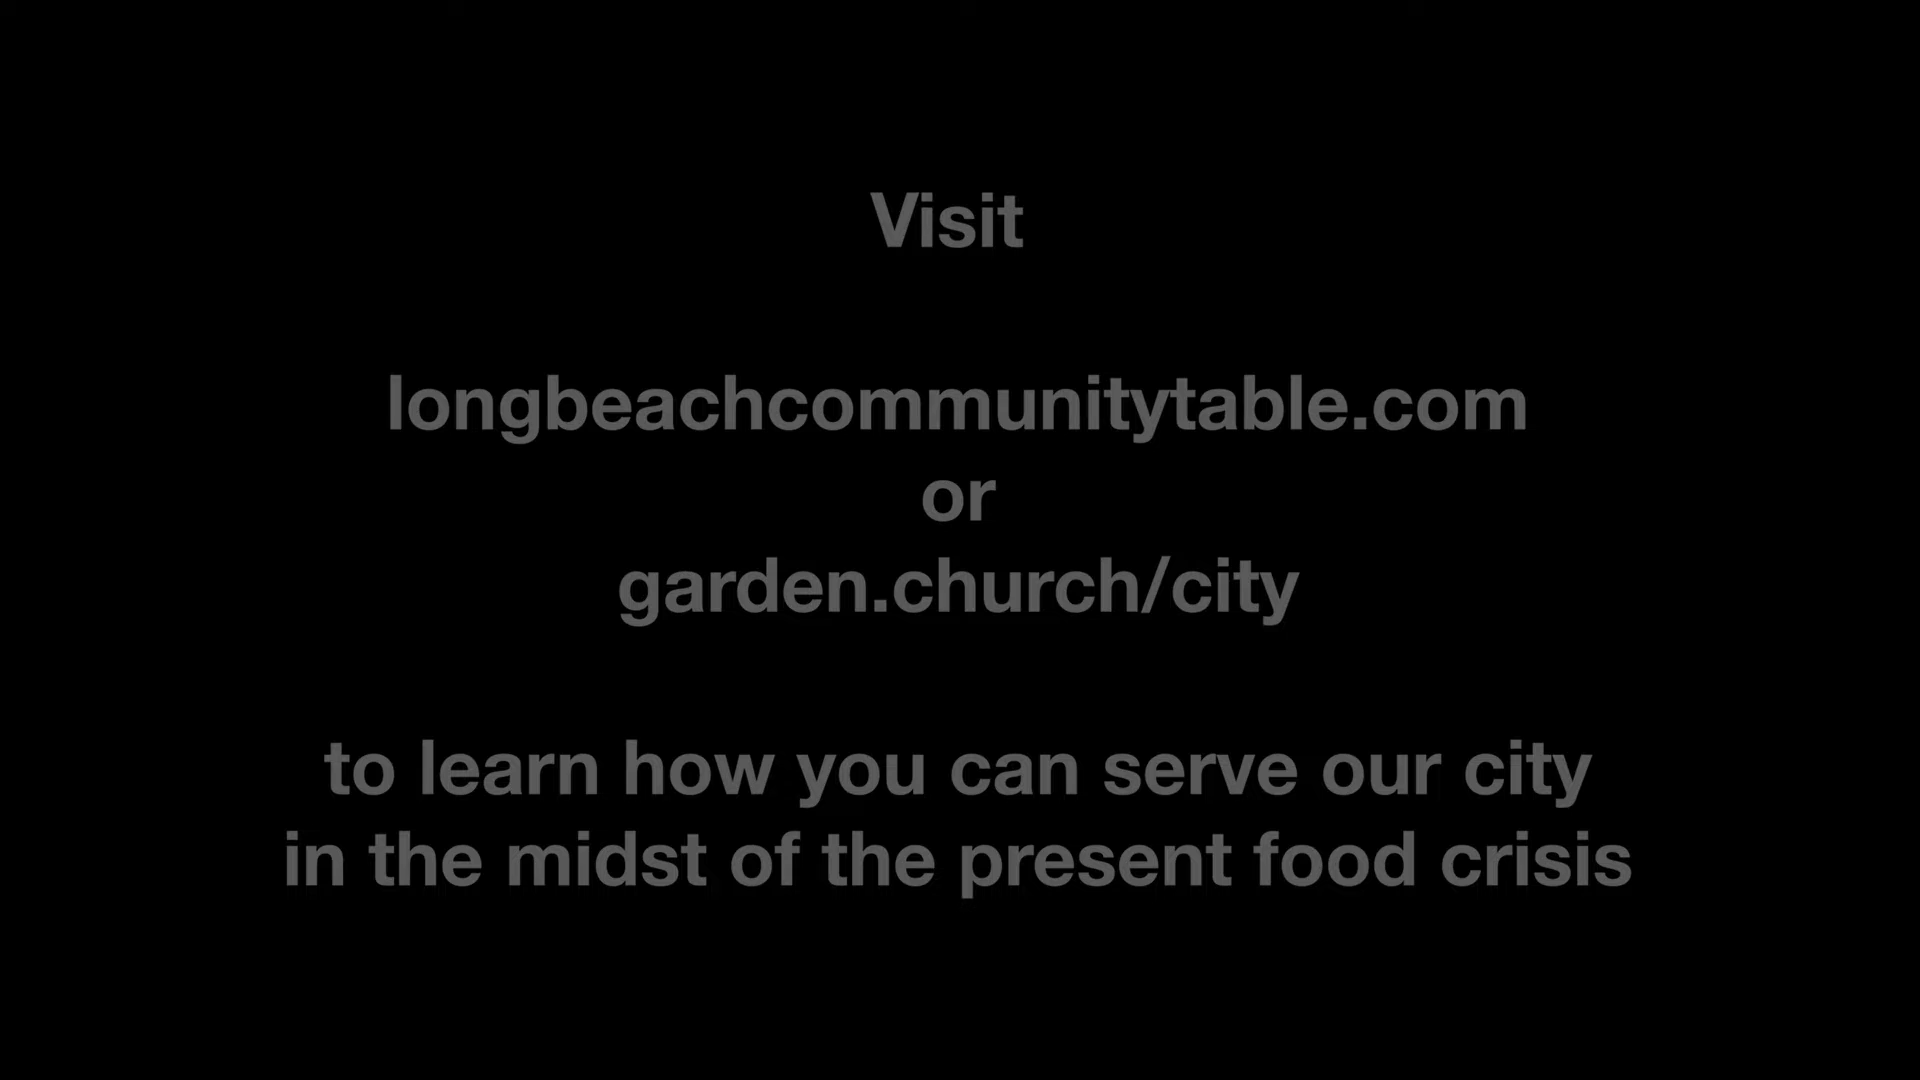 Visit
longbeachcommunitytable.com
or
garden.church/city
to learn how you can serve our city
in the midst of the present food crisis